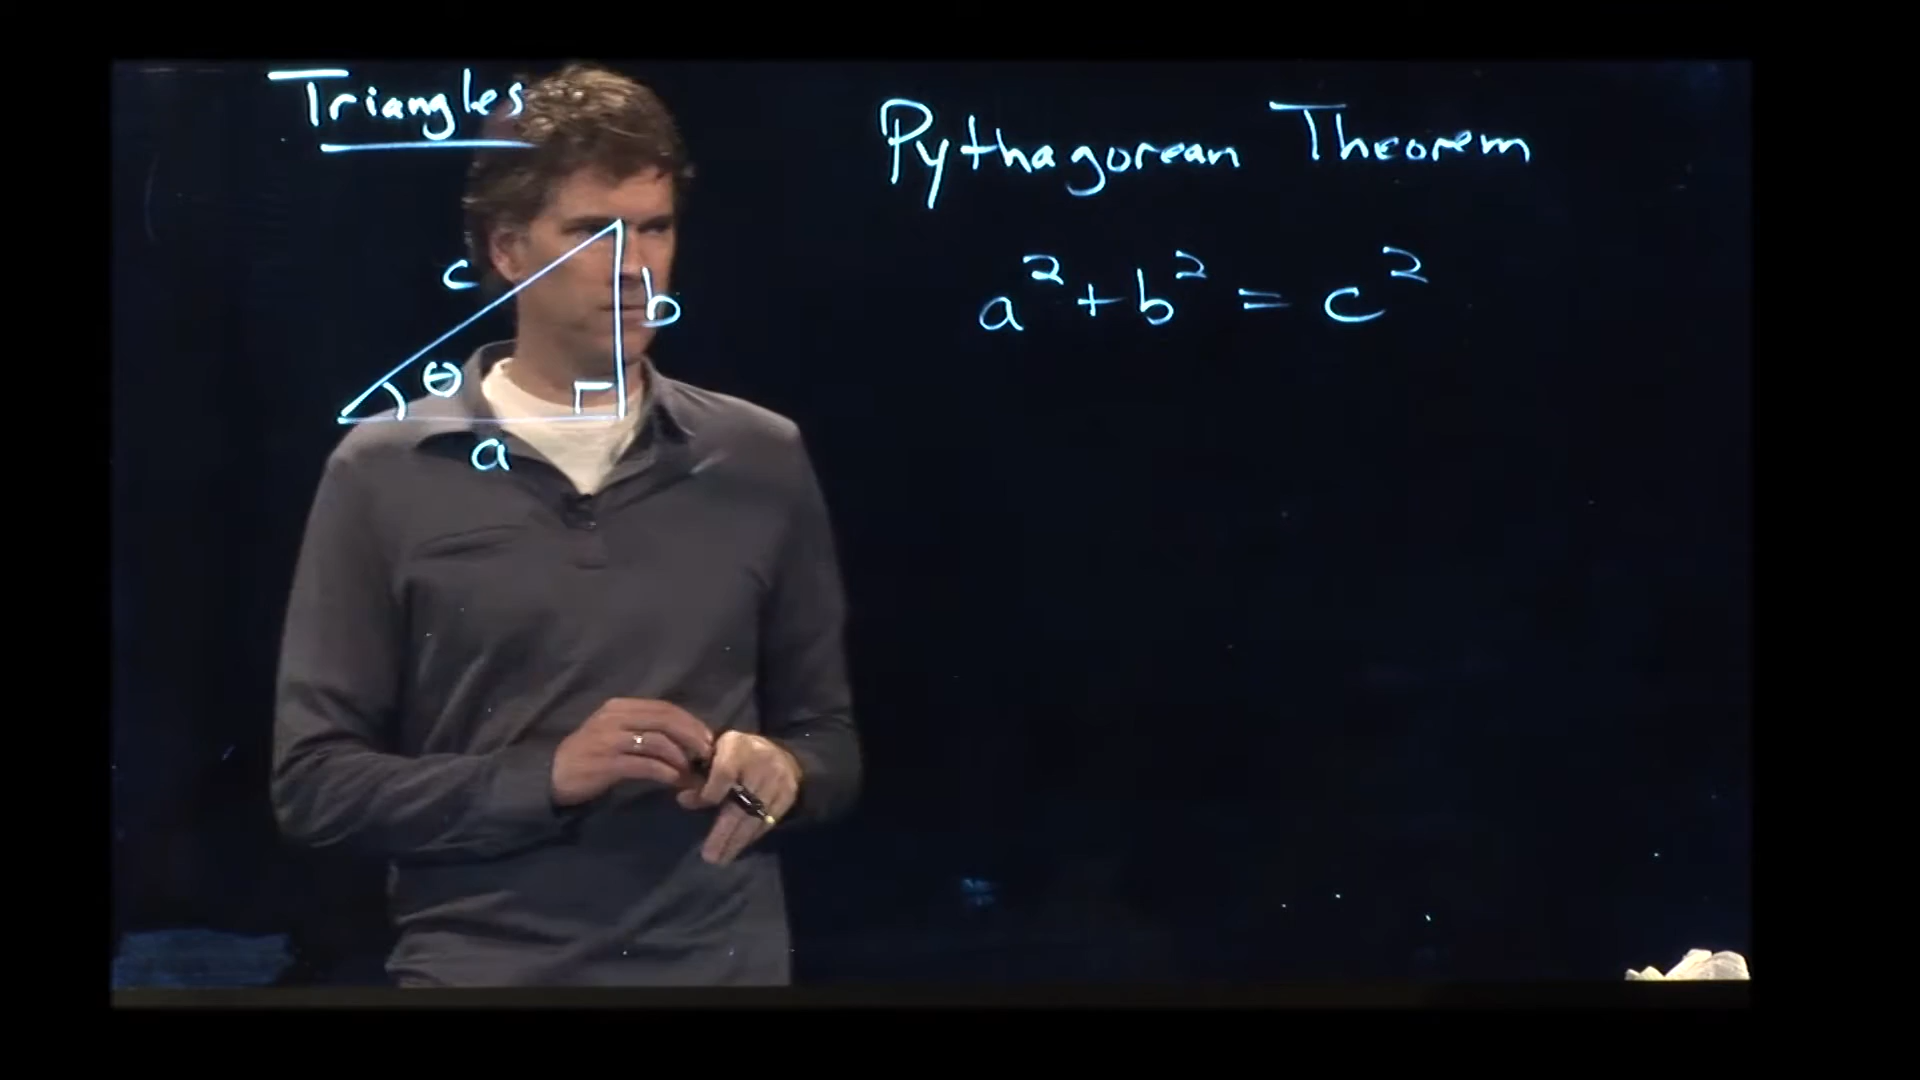 Triangles
c
b
θ
a
Pythagorean Theorem
a² + b² = c²